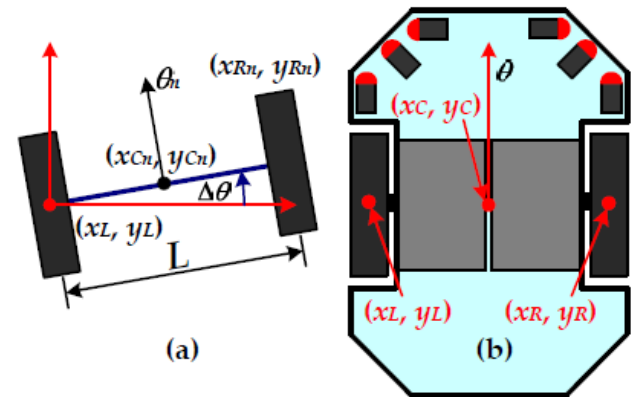 θn
(xRn, yRn)
(xCn, yCn)
Δθ
(xL, yL)
L
(a)
θ
(xC, yC)
(xL, yL)
(xR, yR)
(b)